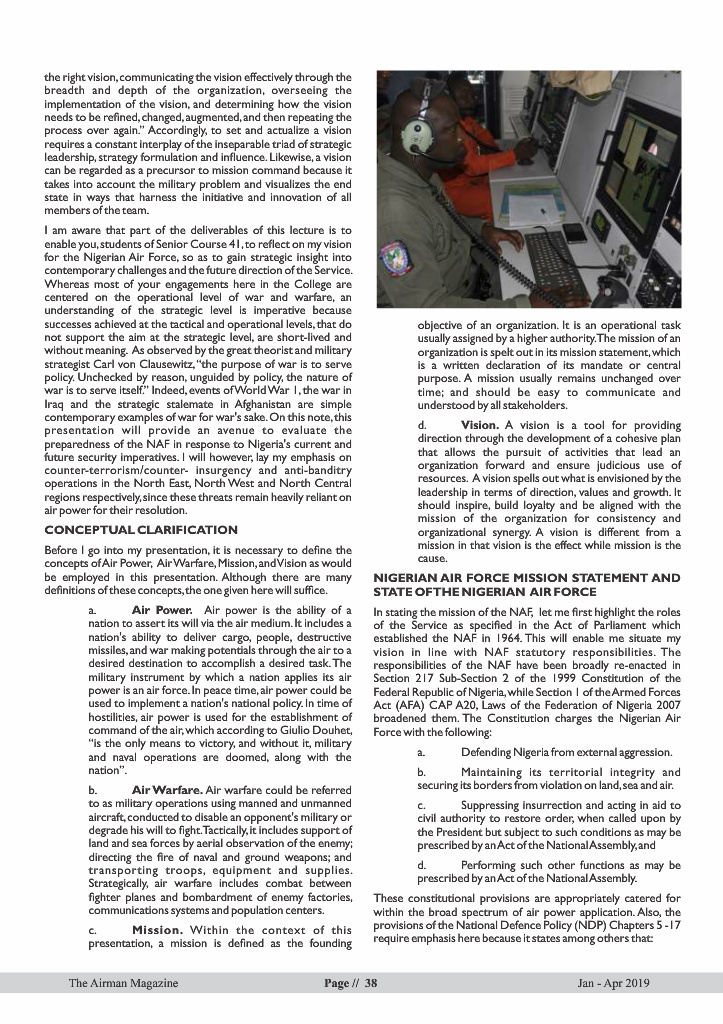 the right vision, communicating the vision effectively through the
breadth and depth of the organization, overseeing the
implementation of the vision, and determining how the vision
needs to be refined, changed, augmented, and then repeating the
process over again.” Accordingly, to set and actualize a vision
requires a constant interplay of the inseparable triad of strategic
leadership, strategy formulation and influence. Likewise, a vision
can be regarded as a precursor to mission command because it
takes into account the military problem and visualizes the end
state in ways that harness the initiative and innovation of all
members of the team.
I am aware that part of the deliverables of this lecture is to
enable you, students of Senior Course 41, to reflect on my vision
for the Nigerian Air Force, so as to gain strategic insight into
contemporary challenges and the future direction of the Service.
Whereas most of your engagements here in the College are
centered on the operational level of war and warfare, an
understanding of the strategic level is imperative because
successes achieved at the tactical and operational levels, that do
not support the aim at the strategic level, are short-lived and
without meaning. As observed by the great theorist and military
strategist Carl von Clausewitz, “the purpose of war is to serve
policy. Unchecked by reason, unguided by policy, the nature of
war is to serve itself.” Indeed, events of World War 1, the war in
Iraq and the strategic stalemate in Afghanistan are simple
contemporary examples of war for war's sake. On this note, this
presentation will provide an avenue to evaluate the
preparedness of the NAF in response to Nigeria's current and
future security imperatives. I will however, lay my emphasis on
counter-terrorism/counter- insurgency and anti-banditry
operations in the North East, North West and North Central
regions respectively, since these threats remain heavily reliant on
air power for their resolution.
CONCEPTUAL CLARIFICATION
Before I go into my presentation, it is necessary to define the
concepts of Air Power, Air Warfare, Mission, and Vision as would
be employed in this presentation. Although there are many
definitions of these concepts, the one given here will suffice.
a. Air Power. Air power is the ability of a
nation to assert its will via the air medium. It includes a
nation's ability to deliver cargo, people, destructive
missiles, and war making potentials through the air to a
desired destination to accomplish a desired task. The
military instrument by which a nation applies its air
power is an air force. In peace time, air power could be
used to implement a nation's national policy. In time of
hostilities, air power is used for the establishment of
command of the air, which according to Giulio Douhet,
“is the only means to victory, and without it, military
and naval operations are doomed, along with the
nation”.
b. Air Warfare. Air warfare could be referred
to as military operations using manned and unmanned
aircraft, conducted to disable an opponent's military or
degrade his will to fight. Tactically, it includes support of
land and sea forces by aerial observation of the enemy;
directing the fire of naval and ground weapons; and
transporting troops, equipment and supplies.
Strategically, air warfare includes combat between
fighter planes and bombardment of enemy factories,
communications systems and population centers.
c. Mission. Within the context of this
presentation, a mission is defined as the founding
objective of an organization. It is an operational task
usually assigned by a higher authority. The mission of an
organization is spelt out in its mission statement, which
is a written declaration of its mandate or central
purpose. A mission usually remains unchanged over
time; and should be easy to communicate and
understood by all stakeholders.
d. Vision. A vision is a tool for providing
direction through the development of a cohesive plan
that allows the pursuit of activities that lead an
organization forward and ensure judicious use of
resources. A vision spells out what is envisioned by the
leadership in terms of direction, values and growth. It
should inspire, build loyalty and be aligned with the
mission of the organization for consistency and
organizational synergy. A vision is different from a
mission in that vision is the effect while mission is the
cause.
NIGERIAN AIR FORCE MISSION STATEMENT AND
STATE OF THE NIGERIAN AIR FORCE
In stating the mission of the NAF, let me first highlight the roles
of the Service as specified in the Act of Parliament which
established the NAF in 1964. This will enable me situate my
vision in line with NAF statutory responsibilities. The
responsibilities of the NAF have been broadly re-enacted in
Section 217 Sub-Section 2 of the 1999 Constitution of the
Federal Republic of Nigeria, while Section 1 of the Armed Forces
Act (AFA) CAP A20, Laws of the Federation of Nigeria 2007
broadened them. The Constitution charges the Nigerian Air
Force with the following:
a. Defending Nigeria from external aggression.
b. Maintaining its territorial integrity and
securing its borders from violation on land, sea and air.
c. Suppressing insurrection and acting in aid to
civil authority to restore order, when called upon by
the President but subject to such conditions as may be
prescribed by an Act of the National Assembly, and
d. Performing such other functions as may be
prescribed by an Act of the National Assembly.
These constitutional provisions are appropriately catered for
within the broad spectrum of air power application. Also, the
provisions of the National Defence Policy (NDP) Chapters 5 -17
require emphasis here because it states among others that:
The Airman Magazine Page // 38 Jan - Apr 2019